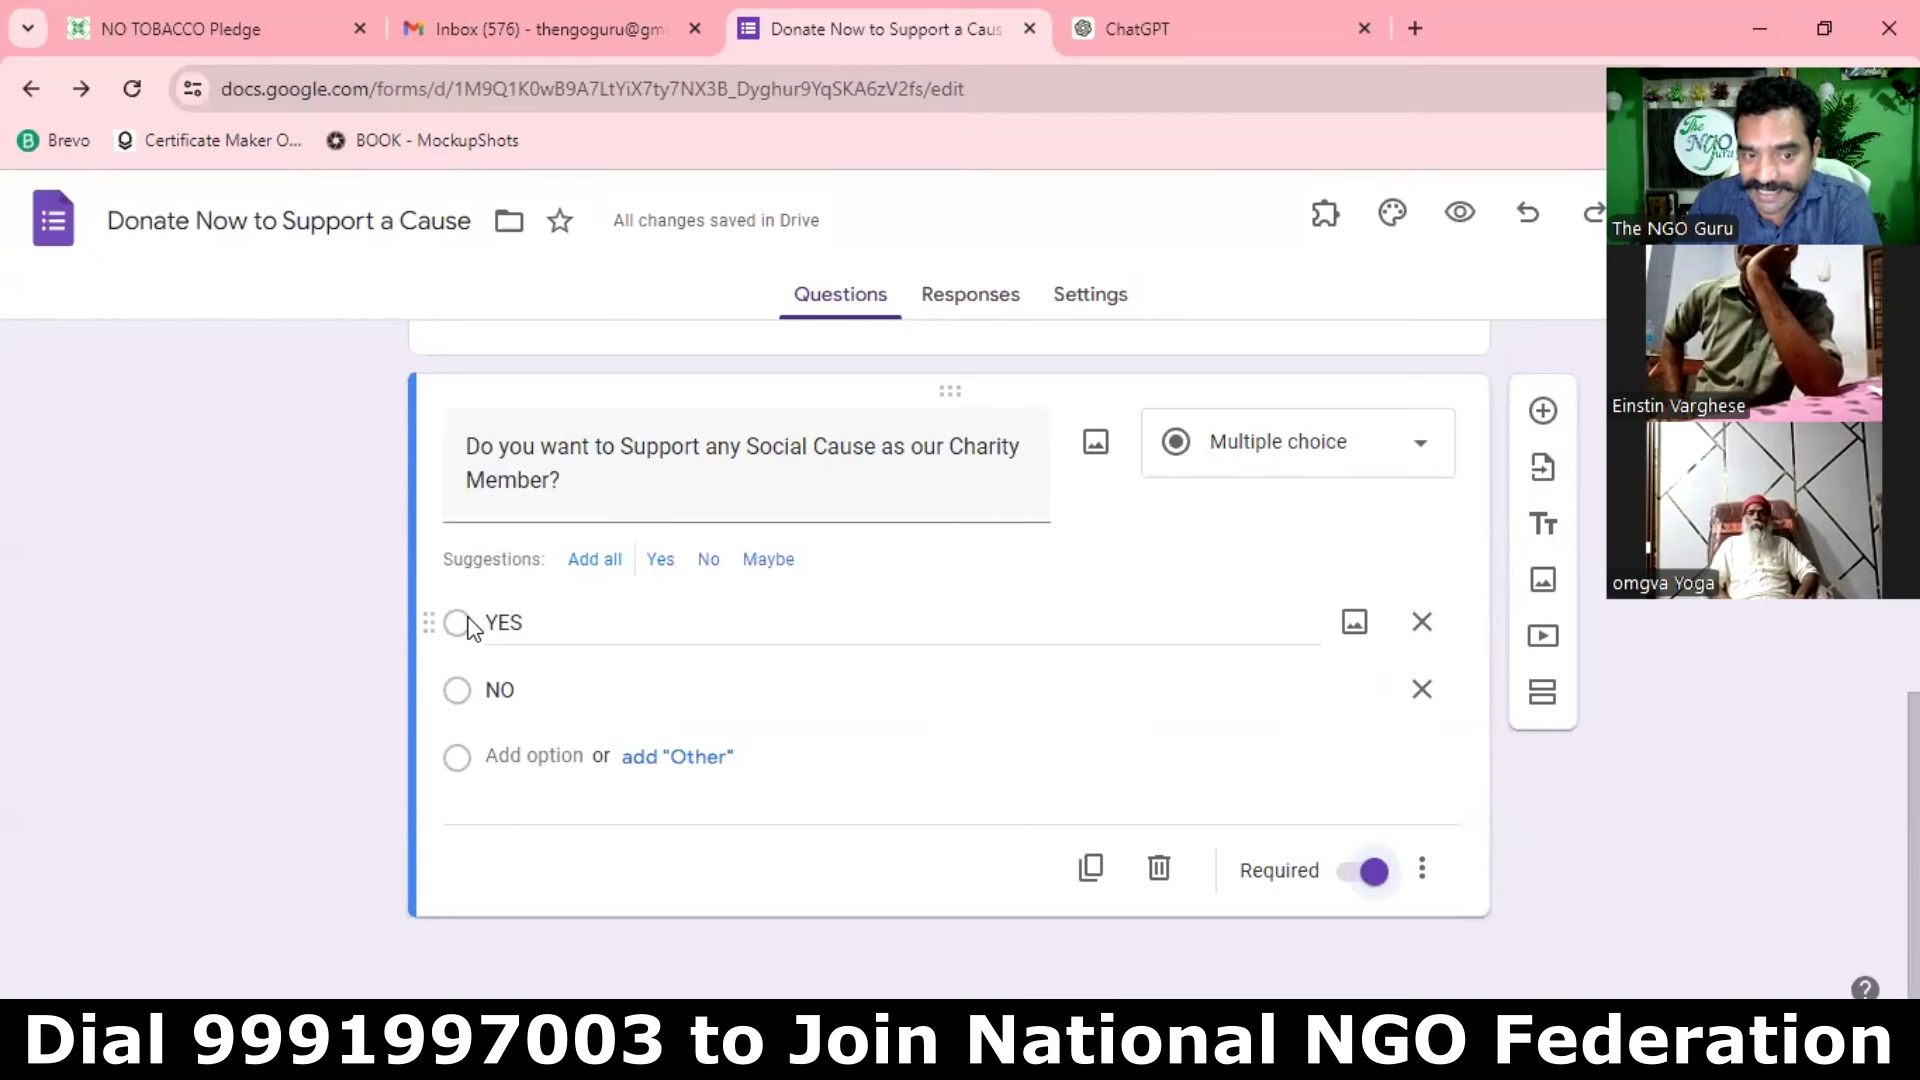 NO TOBACCO Pledge
Inbox (576) - thengoguru@gm
Donate Now to Support a Caus
ChatGPT
docs.google.com/forms/d/1M9Q1K0wB9A7LtYiX7ty7NX3B_Dyghur9YqSKA6zV2fs/edit
Brevo
Certificate Maker O...
BOOK - MockupShots
Donate Now to Support a Cause
All changes saved in Drive
Questions
Responses
Settings
Do you want to Support any Social Cause as our Charity
Member?
Multiple choice
Suggestions: Add all Yes No Maybe
YES
NO
Add option or add "Other"
Required
The
NGO
Guru
The NGO Guru
Einstin Varghese
omgva Yoga
Dial 9991997003 to Join National NGO Federation